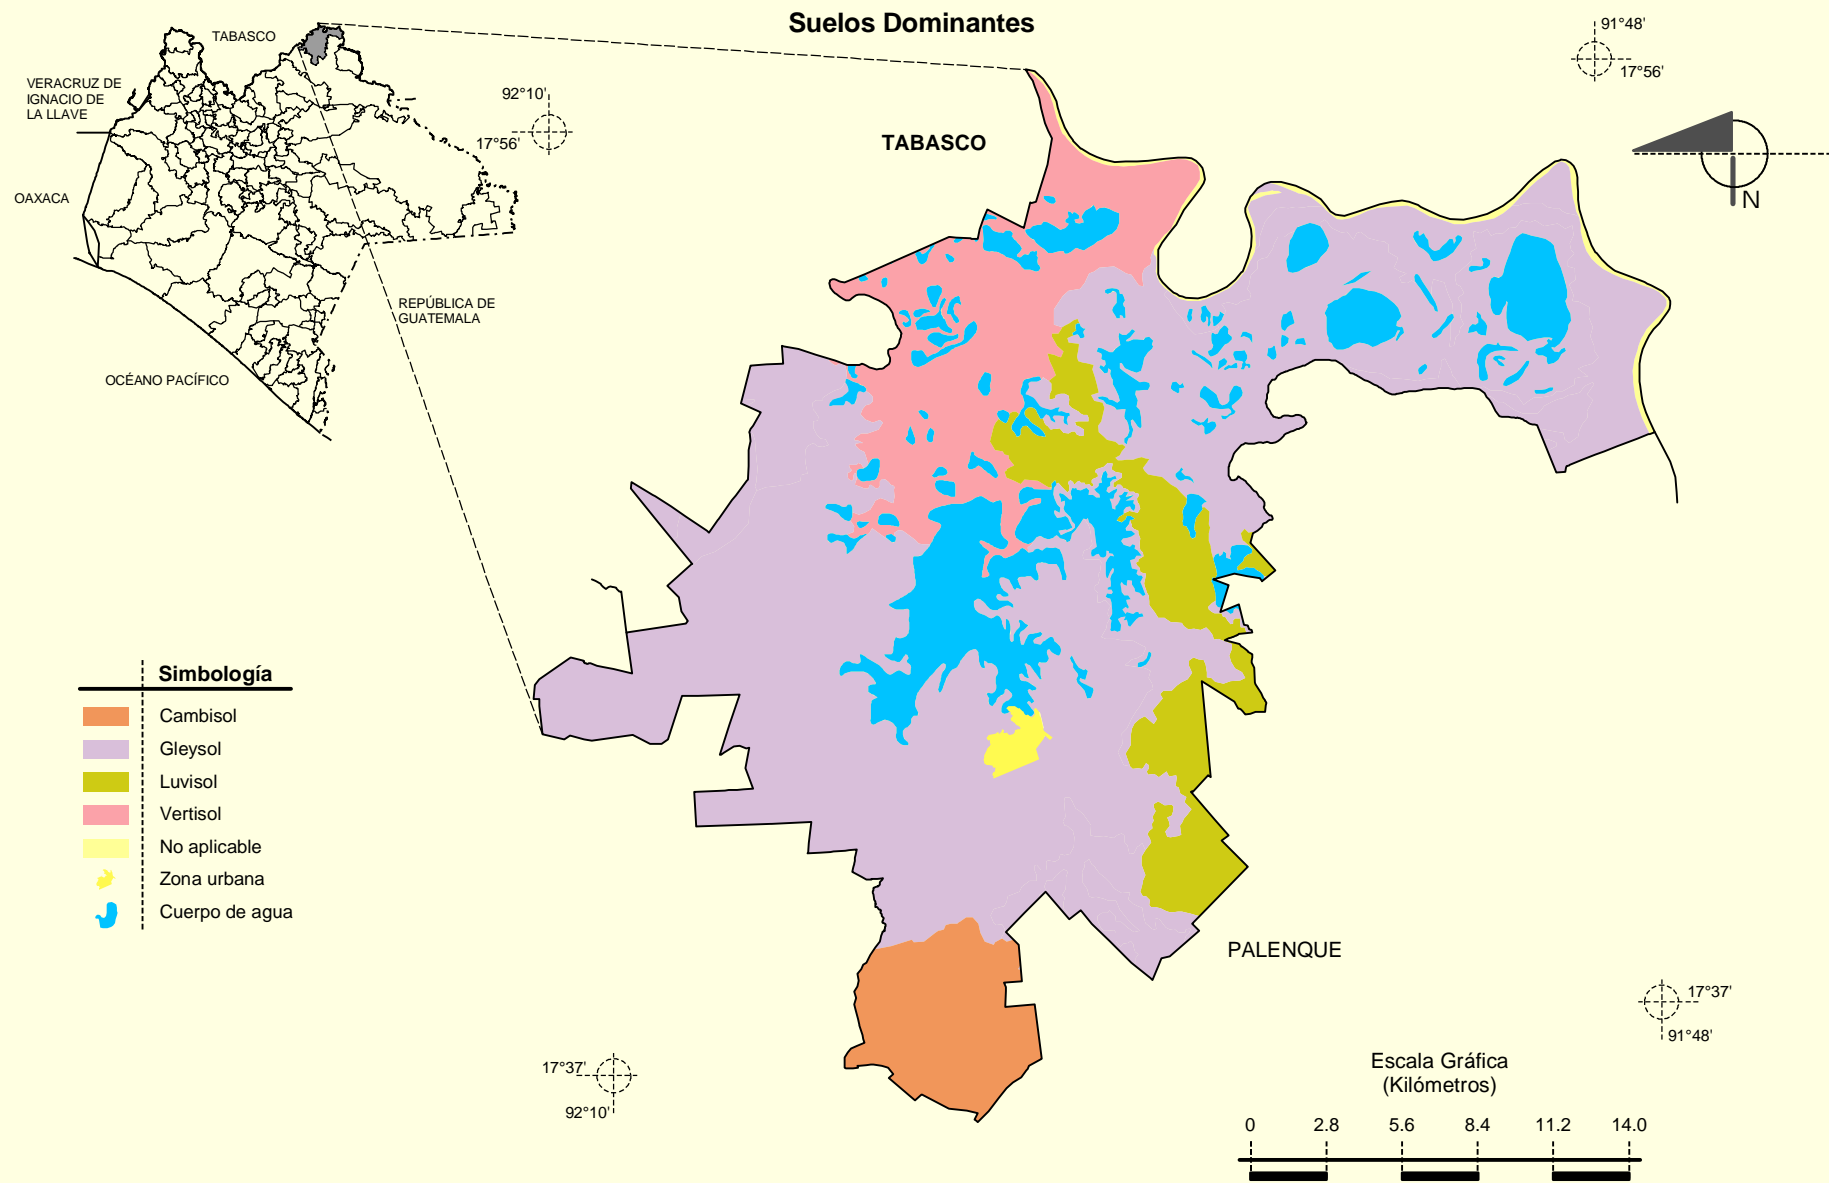 Suelos Dominantes
TABASCO
VERACRUZ DE
IGNACIO DE
LA LLAVE
OAXACA
REPÚBLICA DE
GUATEMALA
OCÉANO PACÍFICO
92°10'
17°56'
91°48'
17°56'
TABASCO
N
Simbología
Cambisol
Gleysol
Luvisol
Vertisol
No aplicable
Zona urbana
Cuerpo de agua
PALENQUE
17°37'
92°10'
17°37'
91°48'
Escala Gráfica
(Kilómetros)
0 2.8 5.6 8.4 11.2 14.0